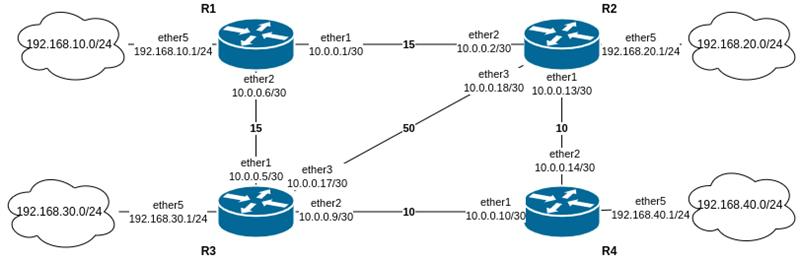 R1
R2
192.168.10.0/24
ether5
192.168.10.1/24
ether1
10.0.0.1/30
15
ether2
10.0.0.2/30
ether5
192.168.20.1/24
192.168.20.0/24
ether2
10.0.0.6/30
ether3
10.0.0.18/30
ether1
10.0.0.13/30
15
50
10
ether1
10.0.0.5/30
ether3
10.0.0.17/30
ether2
10.0.0.14/30
192.168.30.0/24
ether5
192.168.30.1/24
ether2
10.0.0.9/30
10
ether1
10.0.0.10/30
ether5
192.168.40.1/24
192.168.40.0/24
R3
R4